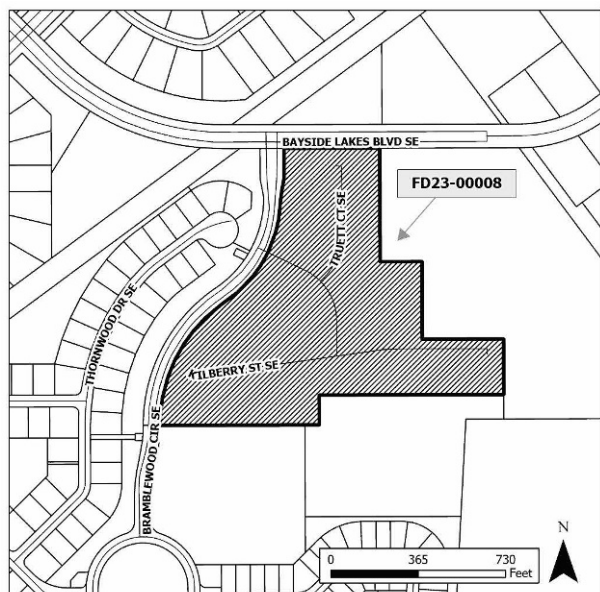 BAYSIDE LAKES BLVD SE
FD23-00008
TRUETT CT SE
THORNWOOD DR SE
TILBERRY ST SE
BRAMBLEWOOD CIR SE
N
0 365 730
Feet